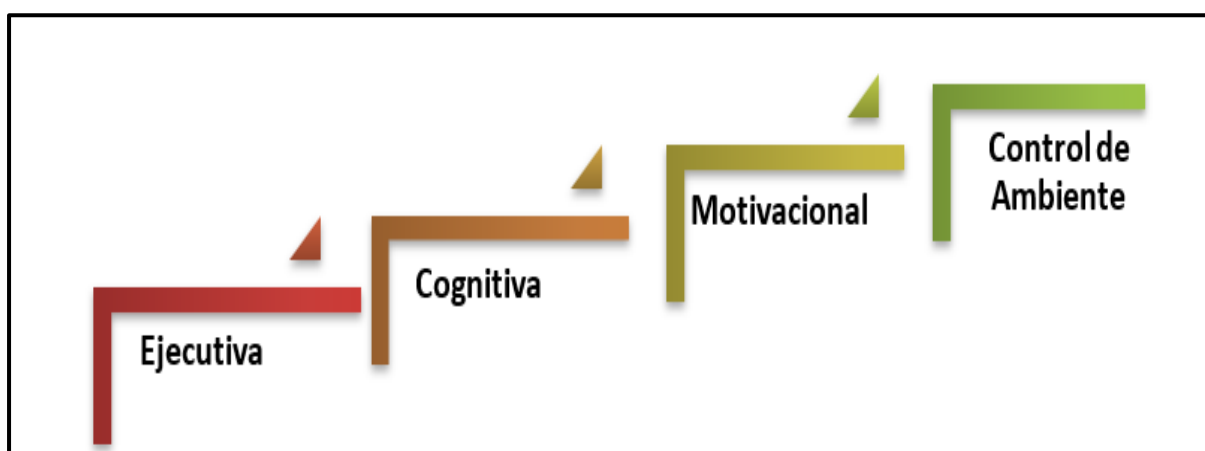 Ejecutiva
Cognitiva
Motivacional
Control de
Ambiente